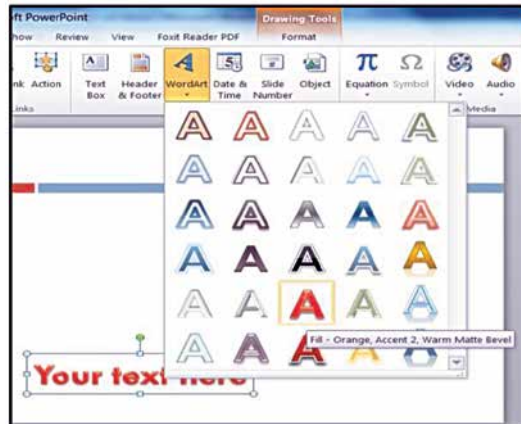 ft PowerPoint
Drawing Tools
how Review View Foxit Reader PDF Format
nk Action Text Box Header & Footer WordArt Date & Time Slide Number Object Equation Symbol Video Audio
inks Media
Fill - Orange, Accent 2, Warm Matte Bevel
Your text here